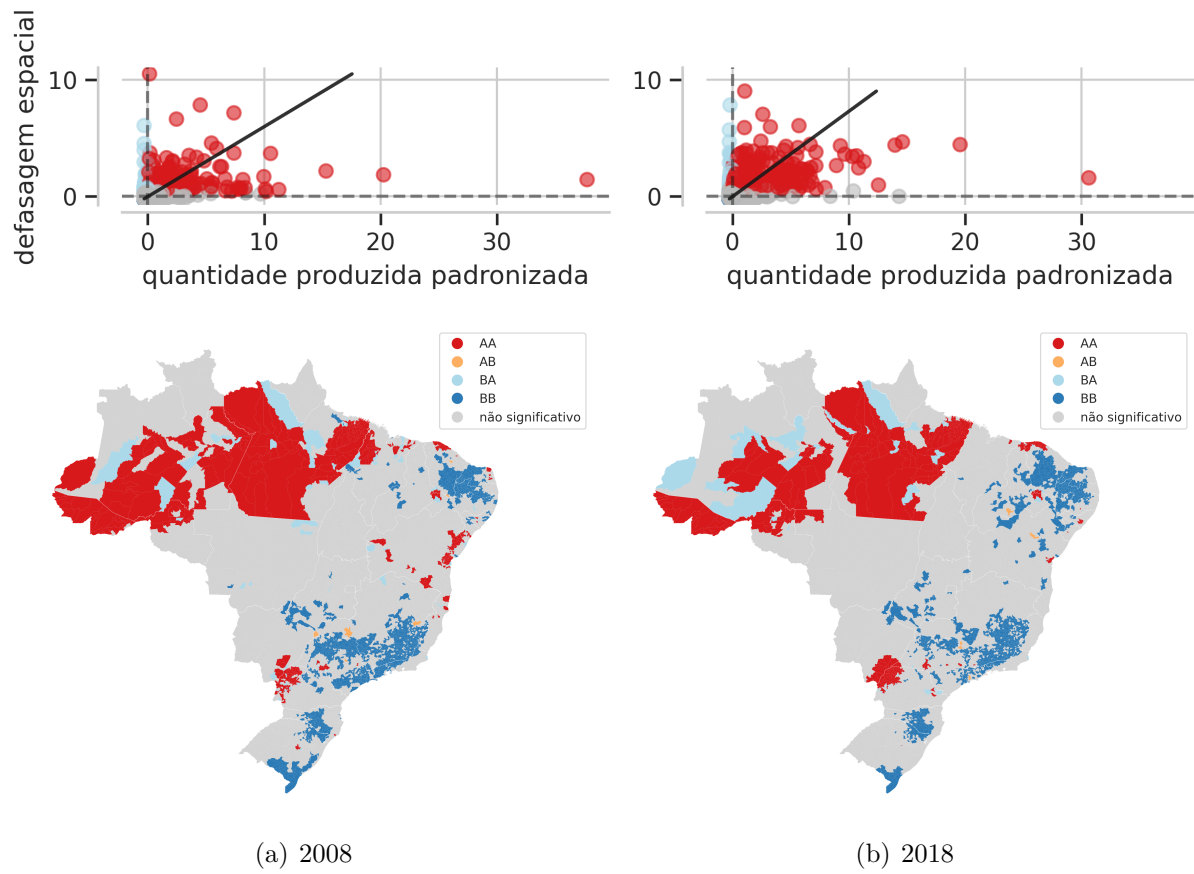 defasagem espacial
10
0
0 10 20 30
quantidade produzida padronizada
10
0
0 10 20 30
quantidade produzida padronizada
AA
AB
BA
BB
não significativo
AA
AB
BA
BB
não significativo
(a) 2008
(b) 2018